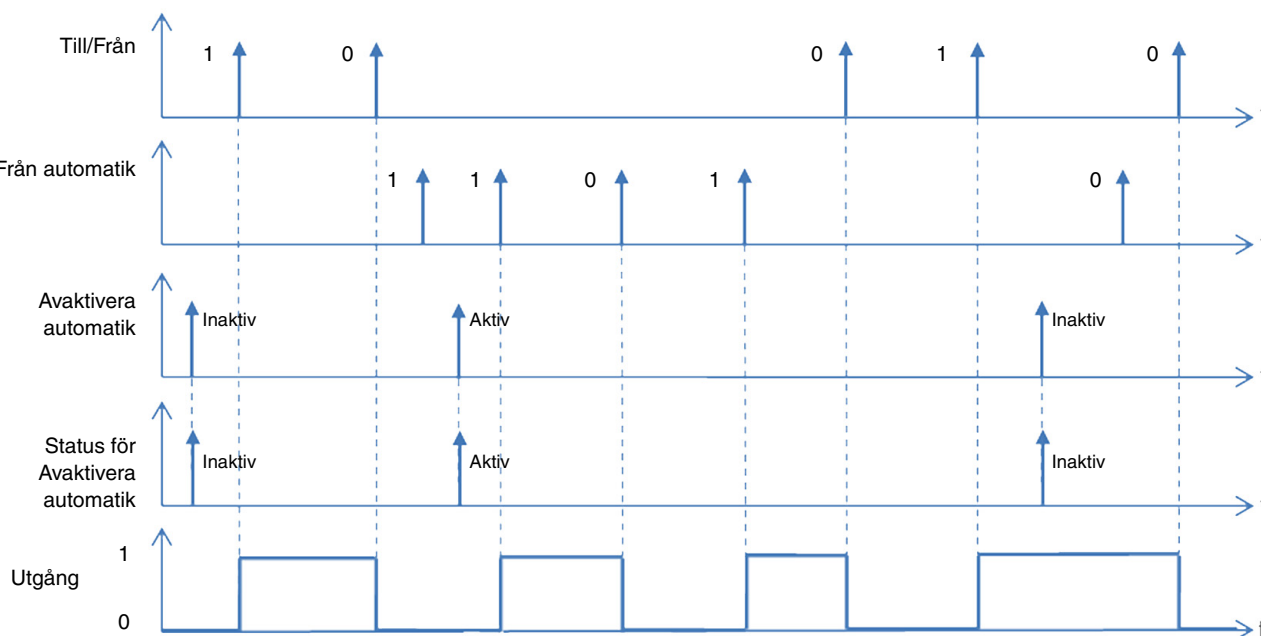 Till/Från
1 0 0 1 0
Från automatik
1 1 0 1 0
Avaktivera
automatik
Inaktiv Aktiv Inaktiv
Status för
Avaktivera
automatik
Inaktiv Aktiv Inaktiv
1
Utgång
0